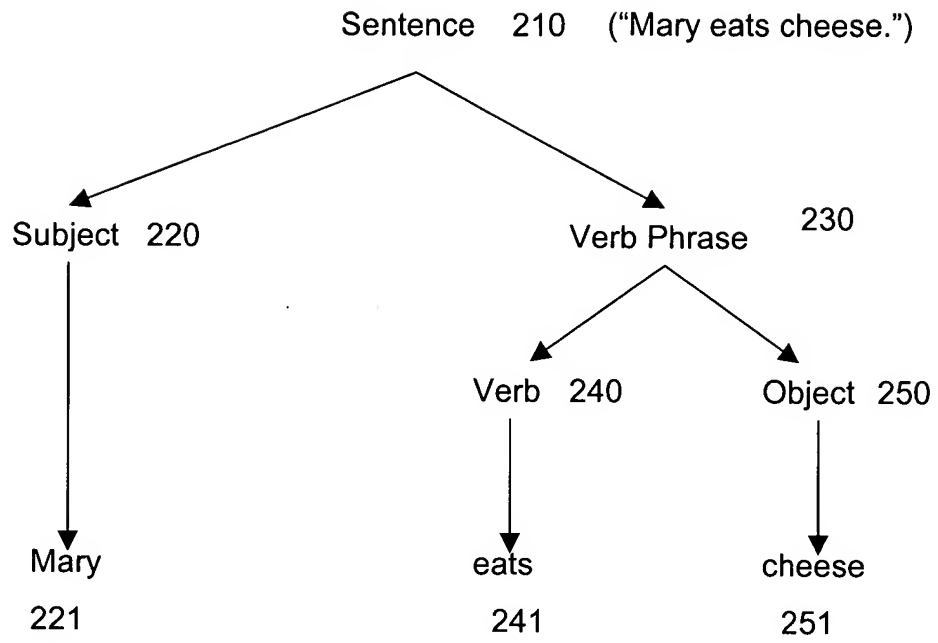 Sentence 210 (“Mary eats cheese.”)
Subject 220
Verb Phrase 230
Verb 240
Object 250
Mary
eats
cheese
221
241
251